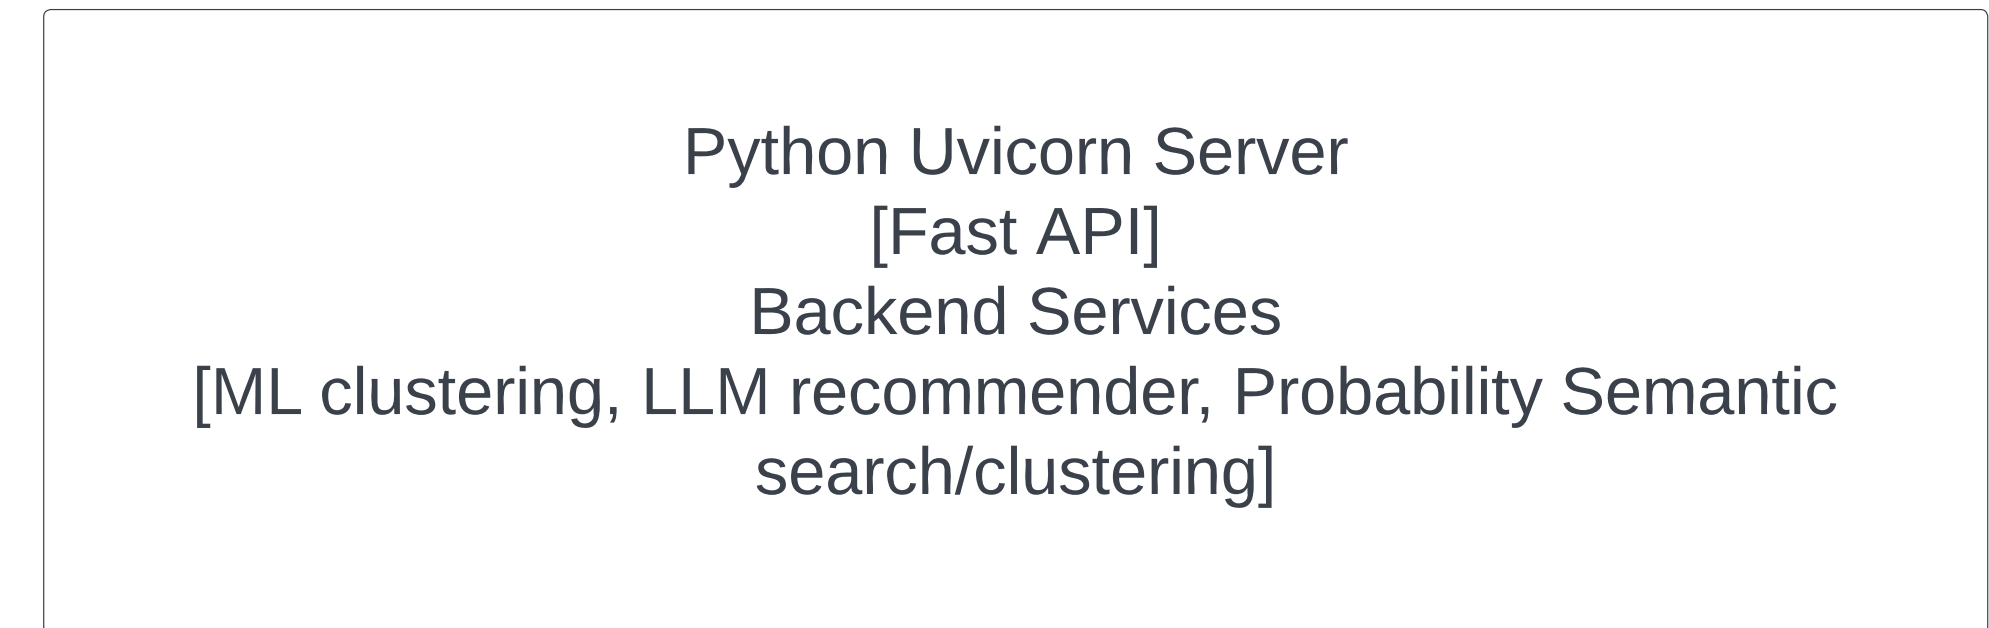 Python Uvicorn Server
[Fast API]
Backend Services
[ML clustering, LLM recommender, Probability Semantic
search/clustering]